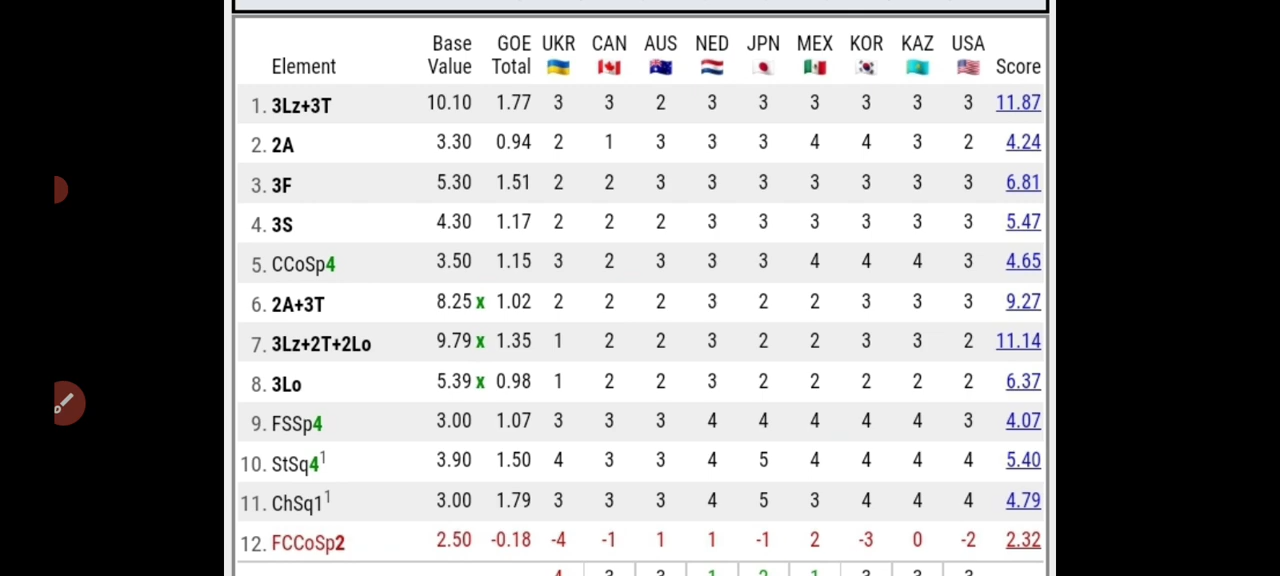 Base GOE UKR CAN AUS NED JPN MEX KOR KAZ USA
Element Value Total Score
1. 3Lz+3T 10.10 1.77 3 3 2 3 3 3 3 3 3 11.87
2. 2A 3.30 0.94 2 1 3 3 3 4 4 3 2 4.24
3. 3F 5.30 1.51 2 2 3 3 3 3 3 3 3 6.81
4. 3S 4.30 1.17 2 2 2 3 3 3 3 3 3 5.47
5. CCoSp4 3.50 1.15 3 2 3 3 3 4 4 4 3 4.65
6. 2A+3T 8.25 x 1.02 2 2 2 3 2 2 3 3 3 9.27
7. 3Lz+2T+2Lo 9.79 x 1.35 1 2 2 3 2 2 3 3 2 11.14
8. 3Lo 5.39 x 0.98 1 2 2 3 2 2 2 2 2 6.37
9. FSSp4 3.00 1.07 3 3 3 4 4 4 4 4 3 4.07
10. StSq4¹ 3.90 1.50 4 3 3 4 5 4 4 4 4 5.40
11. ChSq1¹ 3.00 1.79 3 3 3 4 5 3 4 4 4 4.79
12. FCCoSp2 2.50 -0.18 -4 -1 1 1 -1 2 -3 0 -2 2.32